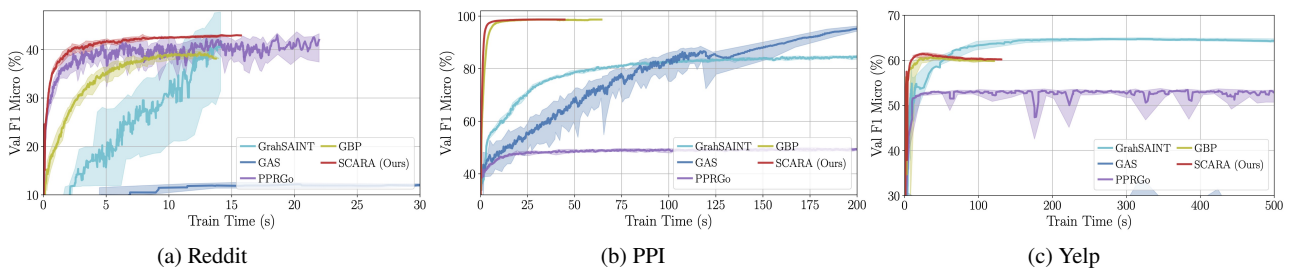 Val F1 Micro (%)
40
30
20
10
0
5
10
15
20
25
30
Train Time (s)
GrahSAINT
GAS
PPRGo
GBP
SCARA (Ours)
(a) Reddit
Val F1 Micro (%)
100
80
60
40
0
25
50
75
100
125
150
175
200
Train Time (s)
GrahSAINT
GAS
PPRGo
GBP
SCARA (Ours)
(b) PPI
Val F1 Micro (%)
70
60
50
40
30
0
100
200
300
400
500
Train Time (s)
GrahSAINT
GAS
PPRGo
GBP
SCARA (Ours)
(c) Yelp